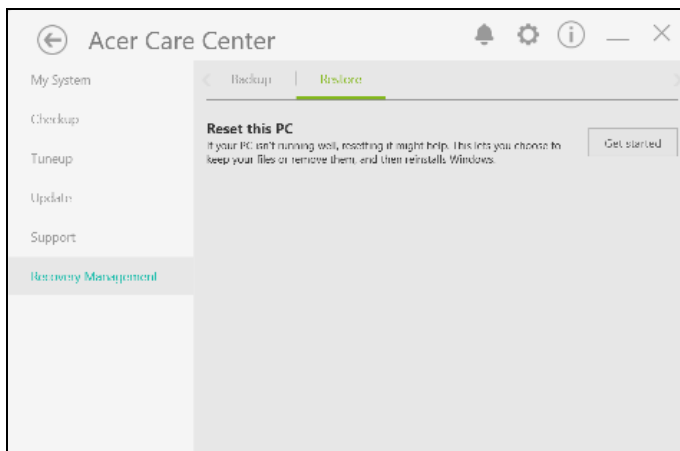 Acer Care Center
My System
Checkup
Tuneup
Update
Support
Recovery Management
Backup
Restore
Reset this PC
If your PC isn't running well, resetting it might help. This lets you choose to
keep your files or remove them, and then reinstalls Windows.
Get started